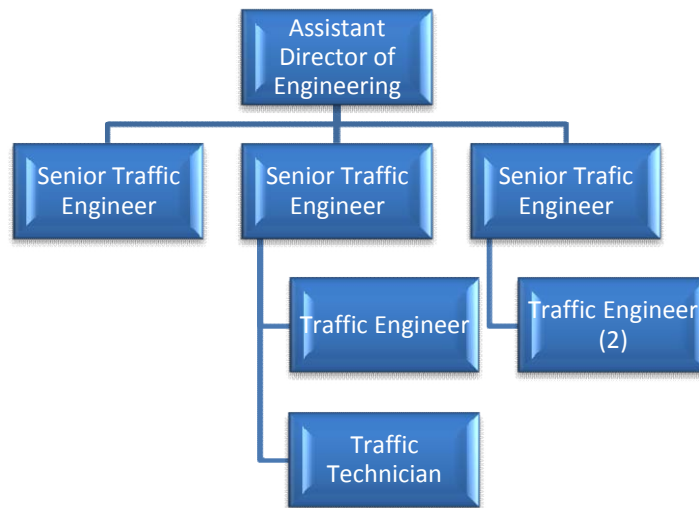 Assistant
Director of
Engineering
Senior Traffic
Engineer
Senior Traffic
Engineer
Senior Trafic
Engineer
Traffic Engineer
Traffic Engineer
(2)
Traffic
Technician